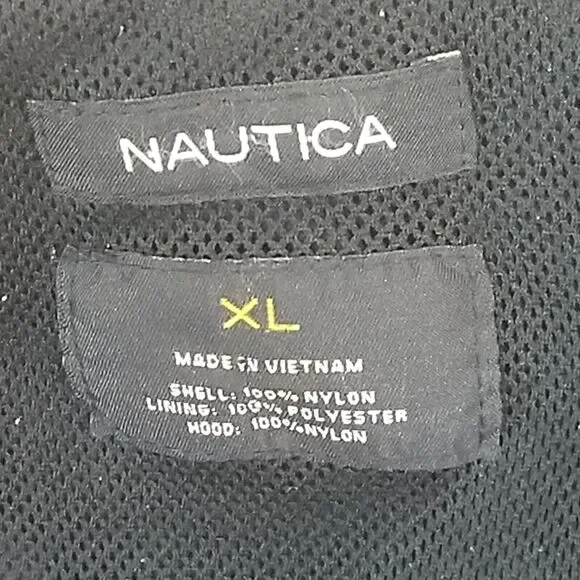 NAUTICA
XL
MADE IN VIETNAM
SHELL: 100% NYLON
LINING: 100% POLYESTER
HOOD: 100% NYLON